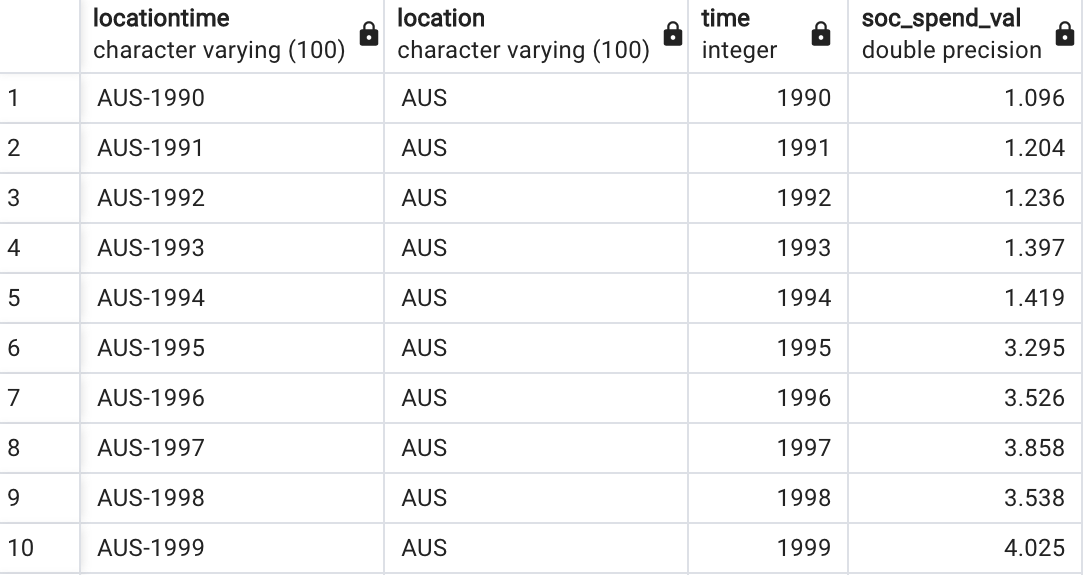 locationtime location time soc_spend_val
character varying (100) character varying (100) integer double precision
1 AUS-1990 AUS 1990 1.096
2 AUS-1991 AUS 1991 1.204
3 AUS-1992 AUS 1992 1.236
4 AUS-1993 AUS 1993 1.397
5 AUS-1994 AUS 1994 1.419
6 AUS-1995 AUS 1995 3.295
7 AUS-1996 AUS 1996 3.526
8 AUS-1997 AUS 1997 3.858
9 AUS-1998 AUS 1998 3.538
10 AUS-1999 AUS 1999 4.025